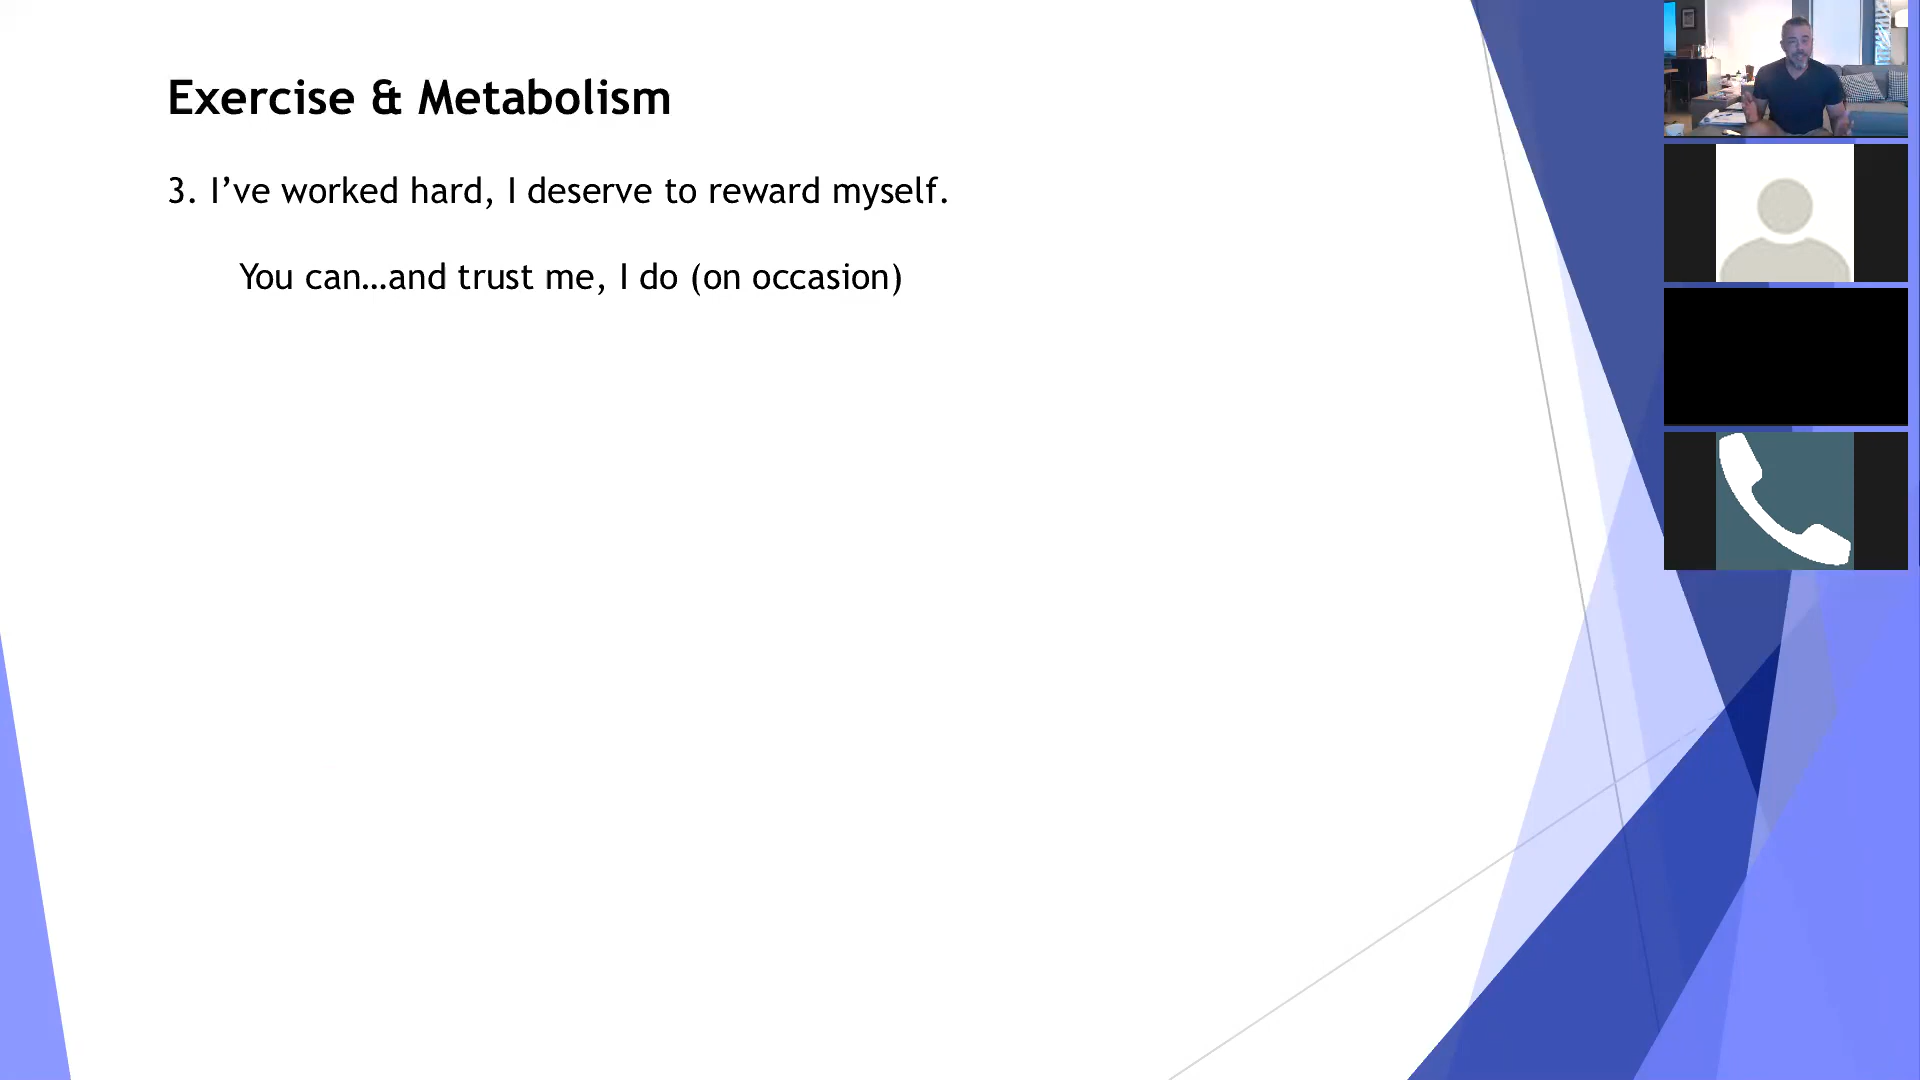 Exercise & Metabolism
3. I’ve worked hard, I deserve to reward myself.
You can…and trust me, I do (on occasion)